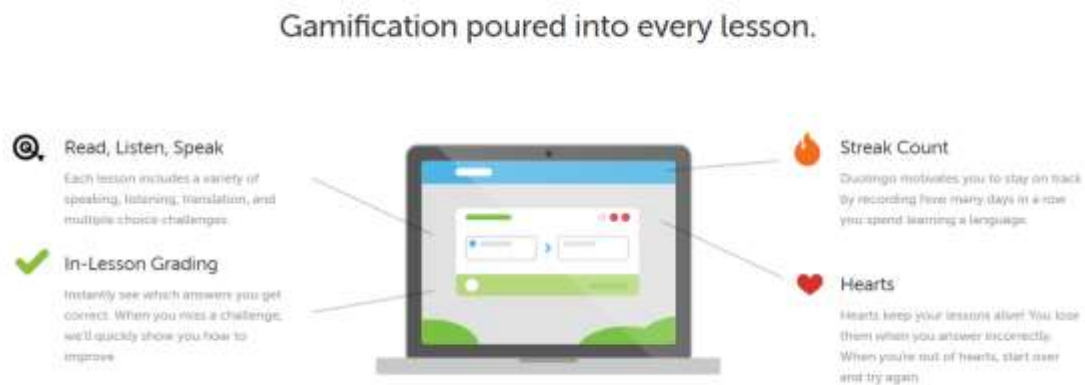 Gamification poured into every lesson.
Read, Listen, Speak
Each lesson includes a variety of
speaking, listening, translation, and
multiple choice challenges.
In-Lesson Grading
Instantly see which answers you get
correct. When you miss a challenge,
we'll quickly show you how to
improve.
Streak Count
Duolingo motivates you to stay on track
by recording how many days in a row
you spend learning a language.
Hearts
Hearts keep your lessons alive! You lose
them when you answer incorrectly.
When you're out of hearts, start over
and try again.